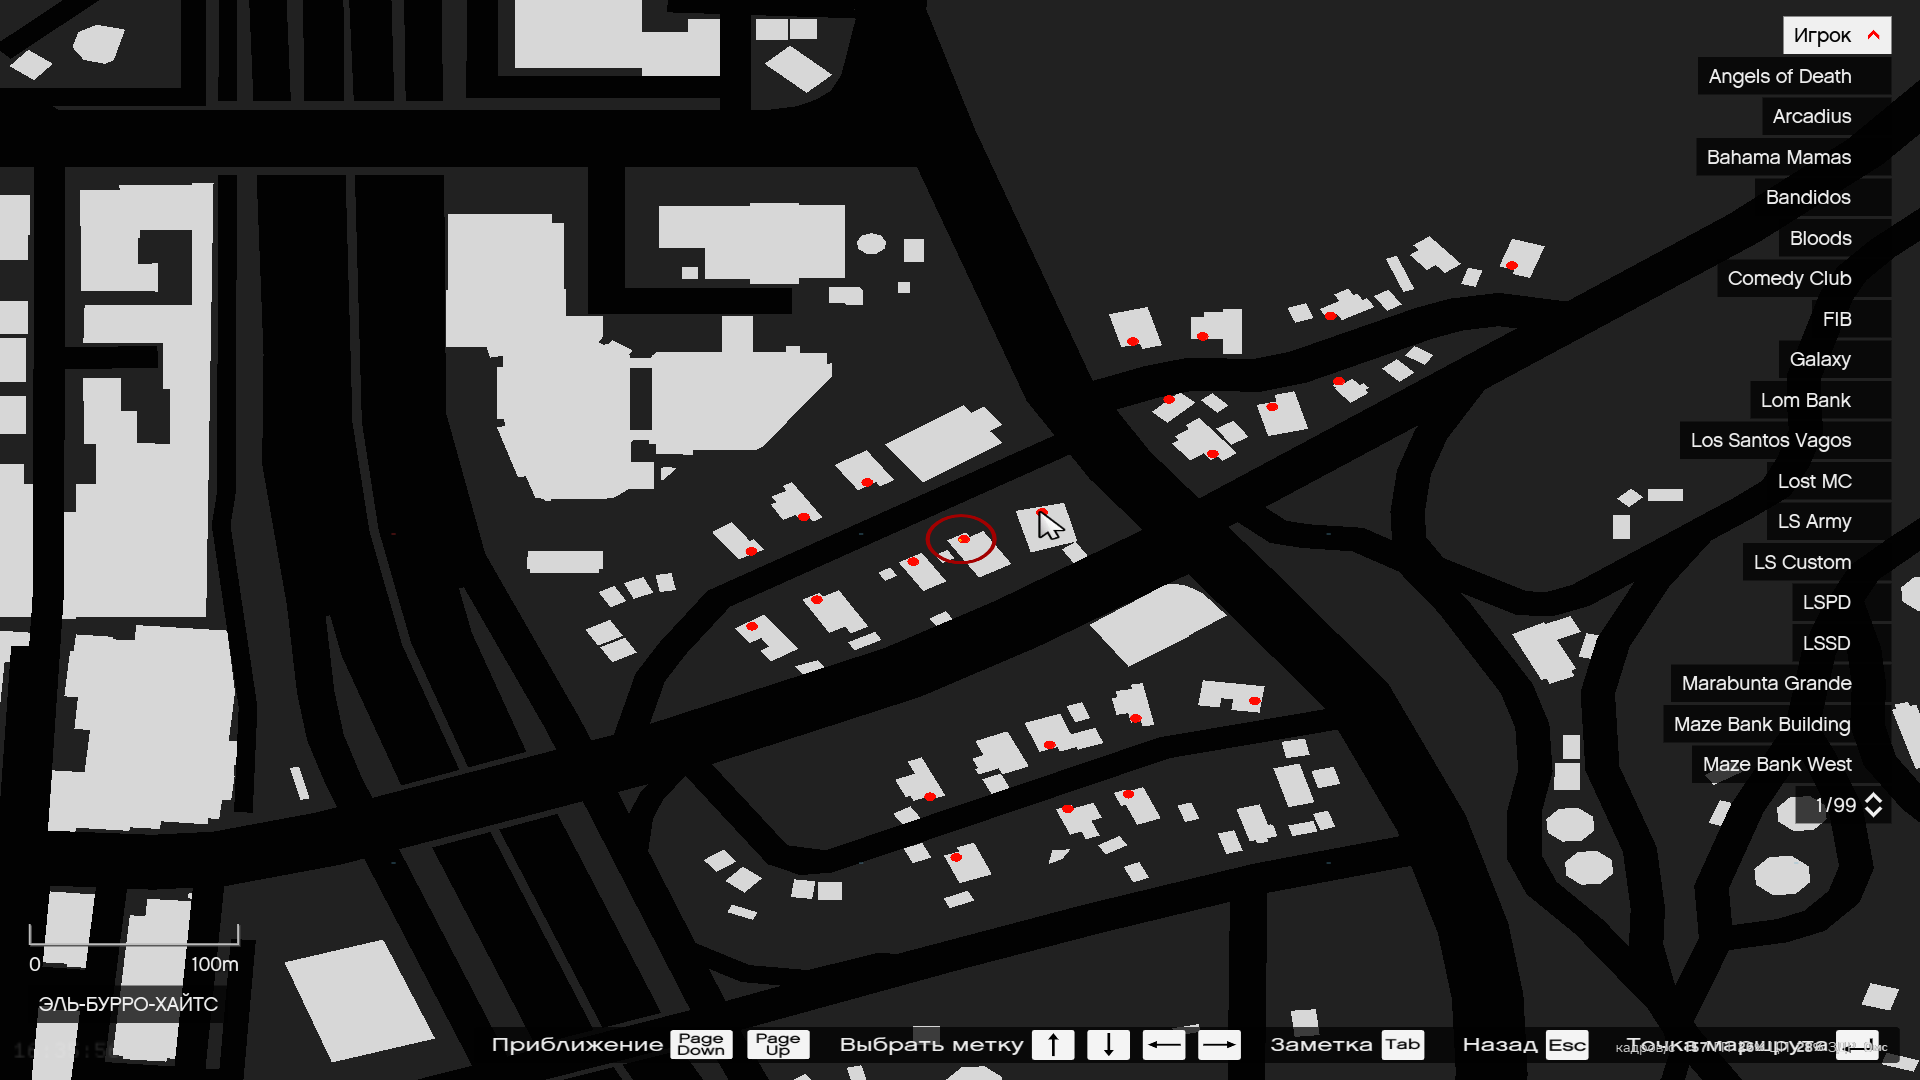 Игрок
Angels of Death
Arcadius
Bahama Mamas
Bandidos
Bloods
Comedy Club
FIB
Galaxy
Lom Bank
Los Santos Vagos
Lost MC
LS Army
LS Custom
LSPD
LSSD
Marabunta Grande
Maze Bank Building
Maze Bank West
1/99
0 100m
ЭЛЬ-БУРРО-ХАЙТС
Приближение Page Down Page Up Выбрать метку ↑ ↓ ← → Заметка Tab Назад Esc Точка маршрута